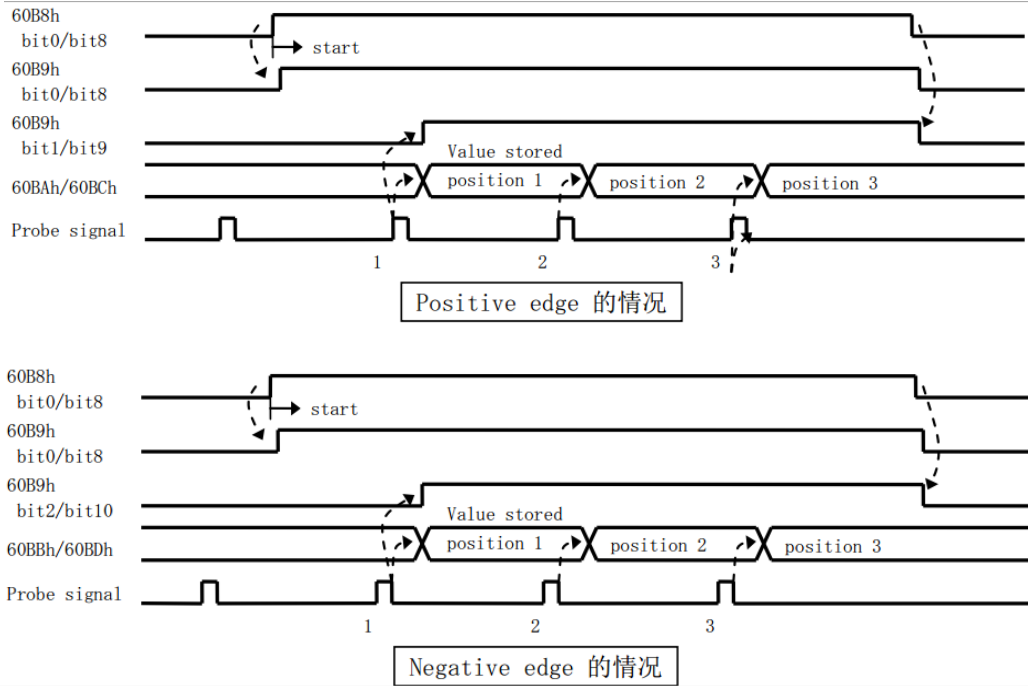 60B8h
bit0/bit8
start
60B9h
bit0/bit8
60B9h
bit1/bit9
Value stored
60BAh/60BCh
position 1
position 2
position 3
Probe signal
1
2
3
Positive edge 的情况
60B8h
bit0/bit8
start
60B9h
bit0/bit8
60B9h
bit2/bit10
Value stored
60BBh/60BDh
position 1
position 2
position 3
Probe signal
1
2
3
Negative edge 的情况